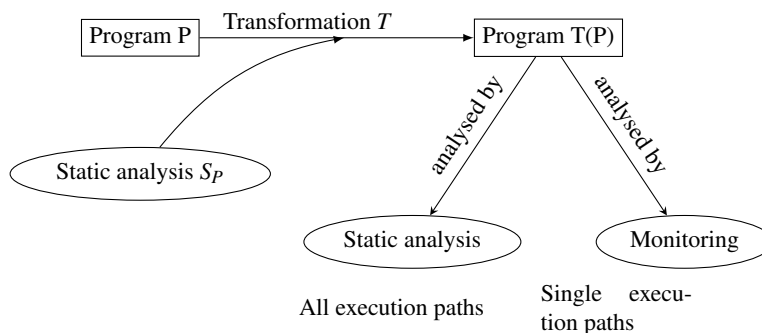 Transformation T
Program P
Program T(P)
analysed by
analysed by
Static analysis S_P
Static analysis
Monitoring
All execution paths
Single execu-
tion paths